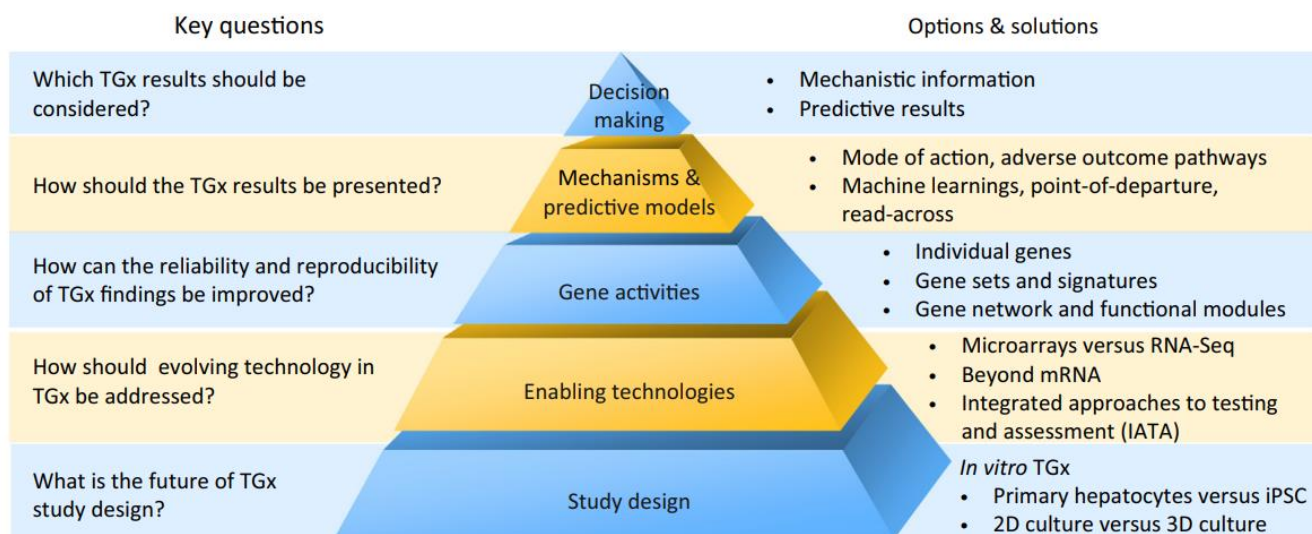 Key questions
Options & solutions
Which TGx results should be
considered?
Decision
making
• Mechanistic information
• Predictive results
How should the TGx results be presented?
Mechanisms &
predictive models
• Mode of action, adverse outcome pathways
• Machine learnings, point-of-departure,
read-across
How can the reliability and reproducibility
of TGx findings be improved?
Gene activities
• Individual genes
• Gene sets and signatures
• Gene network and functional modules
How should evolving technology in
TGx be addressed?
Enabling technologies
• Microarrays versus RNA-Seq
• Beyond mRNA
• Integrated approaches to testing
and assessment (IATA)
What is the future of TGx
study design?
Study design
In vitro TGx
• Primary hepatocytes versus iPSC
• 2D culture versus 3D culture